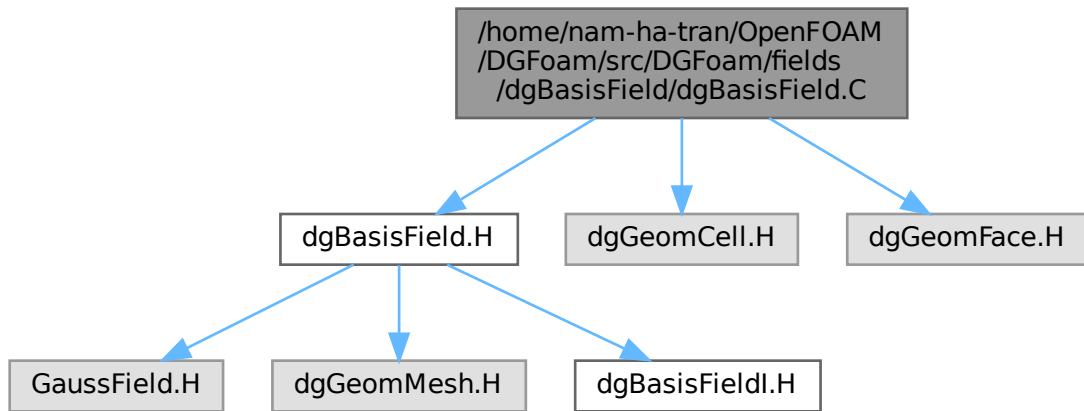 /home/nam-ha-tran/OpenFOAM
/DGFoam/src/DGFoam/fields
/dgBasisField/dgBasisField.C
dgBasisField.H
dgGeomCell.H
dgGeomFace.H
GaussField.H
dgGeomMesh.H
dgBasisFieldI.H